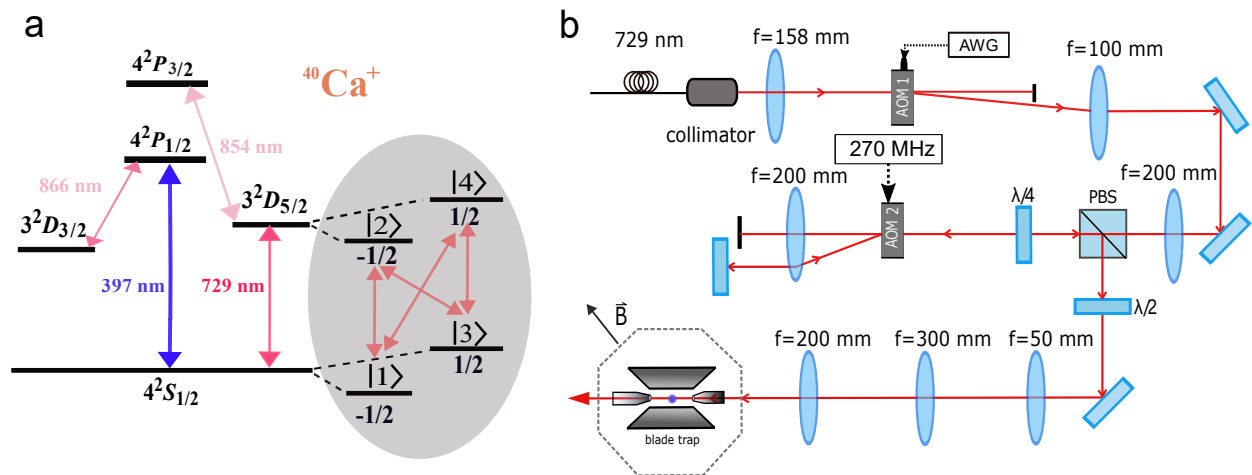 a
⁴⁰Ca⁺
4²P₃/₂
4²P₁/₂
854 nm
866 nm
3²D₃/₂
3²D₅/₂
|4⟩
1/2
|2⟩
-1/2
397 nm
729 nm
|3⟩
1/2
|1⟩
-1/2
4²S₁/₂
b
729 nm
f=158 mm
AWG
f=100 mm
collimator
AOM 1
270 MHz
f=200 mm
AOM 2
λ/4
PBS
f=200 mm
λ/2
B⃗
f=200 mm
f=300 mm
f=50 mm
blade trap